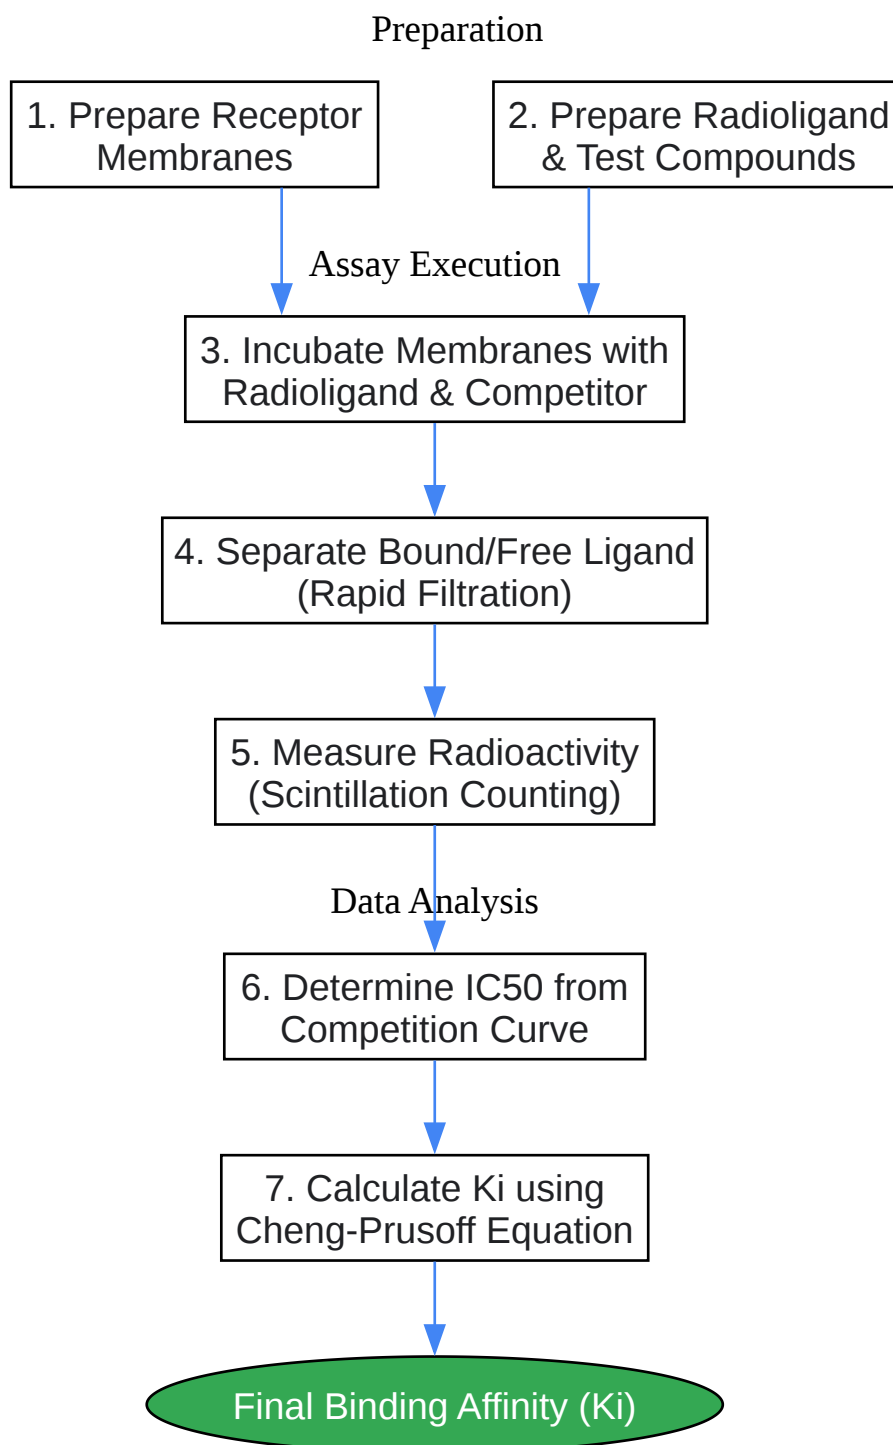 Preparation
1. Prepare Receptor
Membranes
2. Prepare Radioligand
& Test Compounds
Assay Execution
3. Incubate Membranes with
Radioligand & Competitor
4. Separate Bound/Free Ligand
(Rapid Filtration)
5. Measure Radioactivity
(Scintillation Counting)
Data Analysis
6. Determine IC50 from
Competition Curve
7. Calculate Ki using
Cheng-Prusoff Equation
Final Binding Affinity (Ki)